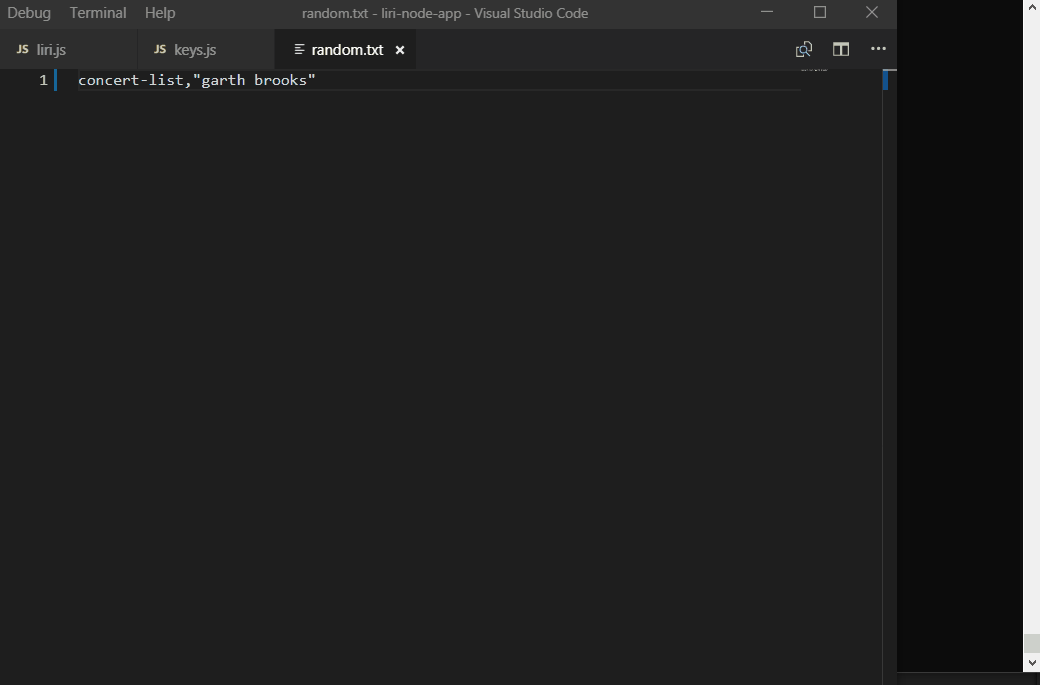 Debug Terminal Help random.txt - liri-node-app - Visual Studio Code
JS liri.js JS keys.js random.txt
1 concert-list,"garth brooks"